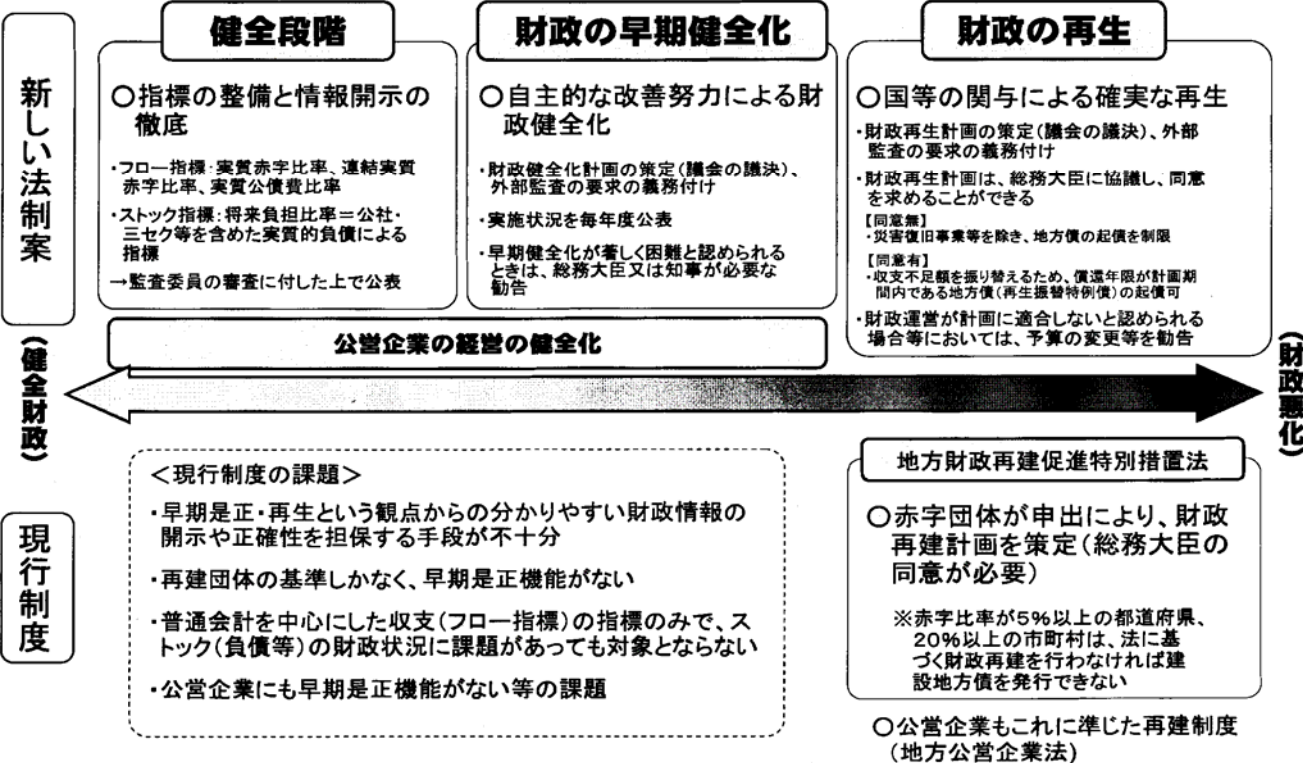 新しい法制案
健全段階
○指標の整備と情報開示の
徹底
・フロー指標：実質赤字比率、連結実質
赤字比率、実質公債費比率
・ストック指標：将来負担比率＝公社・
三セク等を含めた実質的負債による
指標
→監査委員の審査に付した上で公表
財政の早期健全化
○自主的な改善努力による財
政健全化
・財政健全化計画の策定（議会の議決）、
外部監査の要求の義務付け
・実施状況を毎年度公表
・早期健全化が著しく困難と認められる
ときは、総務大臣又は知事が必要な
勧告
財政の再生
○国等の関与による確実な再生
・財政再生計画の策定（議会の議決）、外部
監査の要求の義務付け
・財政再生計画は、総務大臣に協議し、同意
を求めることができる
【同意無】
・災害復旧事業等を除き、地方債の起債を制限
【同意有】
・収支不足額を振り替えるため、償還年限が計画期
間内である地方債（再生振替特例債）の起債可
・財政運営が計画に適合しないと認められる
場合等においては、予算の変更等を勧告
公営企業の経営の健全化
（健全財政）
（財政悪化）
現行制度
＜現行制度の課題＞
・早期是正・再生という観点からの分かりやすい財政情報の
開示や正確性を担保する手段が不十分
・再建団体の基準しかなく、早期是正機能がない
・普通会計を中心にした収支（フロー指標）の指標のみで、ス
トック（負債等）の財政状況に課題があっても対象とならない
・公営企業にも早期是正機能がない等の課題
地方財政再建促進特別措置法
○赤字団体が申出により、財政
再建計画を策定（総務大臣の
同意が必要）
※赤字比率が5％以上の都道府県、
20％以上の市町村は、法に基
づく財政再建を行わなければ建
設地方債を発行できない
○公営企業もこれに準じた再建制度
（地方公営企業法）